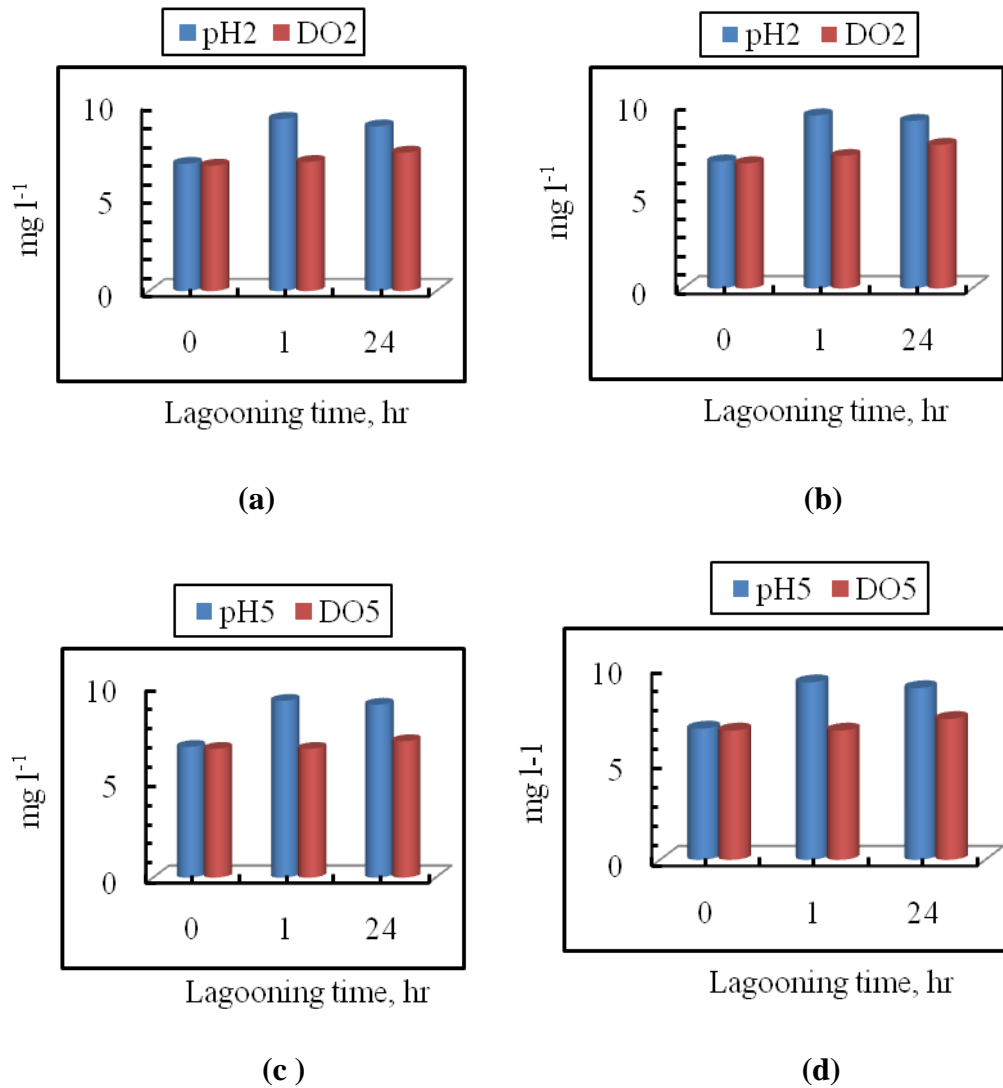 pH2 DO2
10
5
0
mg l-1
0 1 24
Lagooning time, hr
(a)
pH2 DO2
10
5
0
mg l-1
0 1 24
Lagooning time, hr
(b)
pH5 DO5
10
5
0
mg l-1
0 1 24
Lagooning time, hr
(c )
pH5 DO5
10
5
0
mg l-1
0 1 24
Lagooning time, hr
(d)